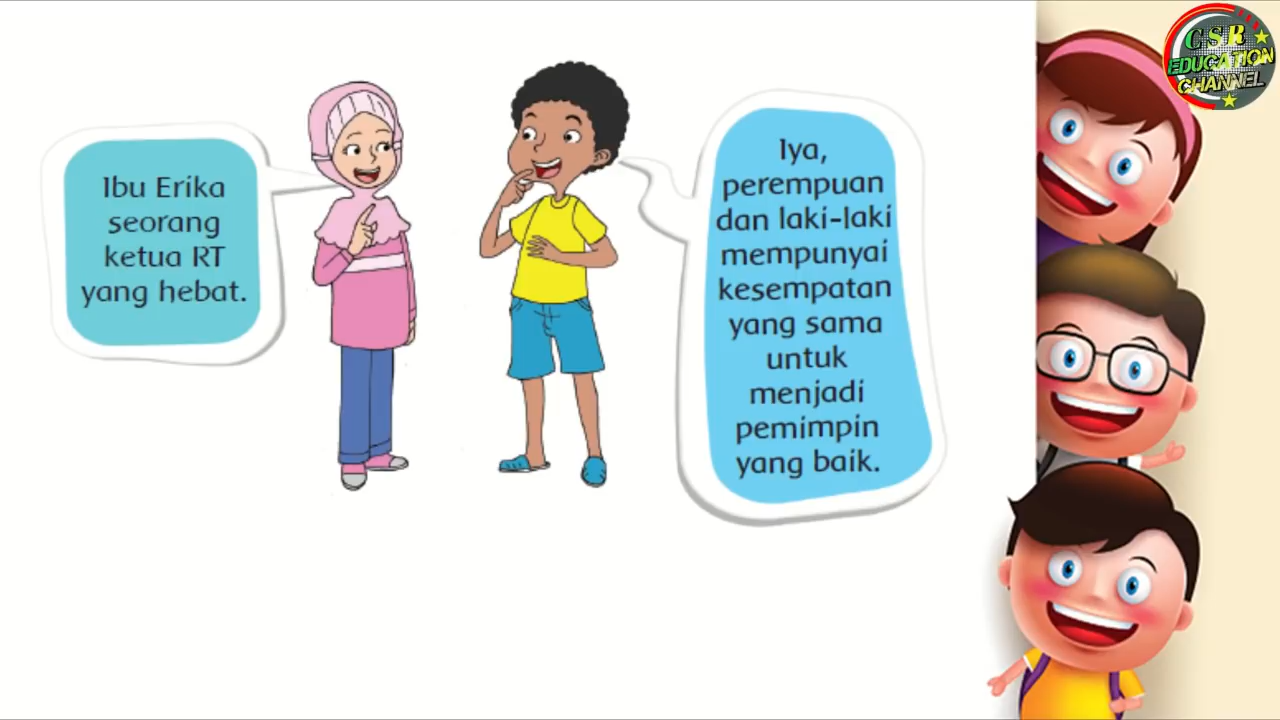 Ibu Erika
seorang
ketua RT
yang hebat.
Iya,
perempuan
dan laki-laki
mempunyai
kesempatan
yang sama
untuk
menjadi
pemimpin
yang baik.
CSR
EDUCATION
CHANNEL